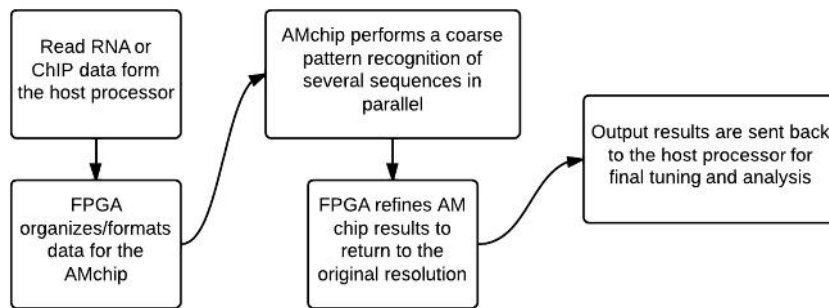 Read RNA or
ChIP data form
the host processor
FPGA
organizes/formats
data for the
AMchip
AMchip performs a coarse
pattern recognition of
several sequences in
parallel
FPGA refines AM
chip results to
return to the
original resolution
Output results are sent back
to the host processor for
final tuning and analysis